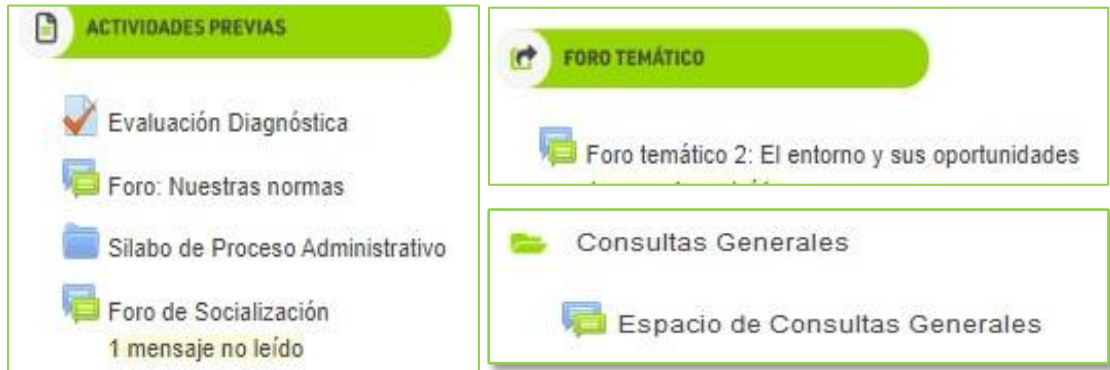 ACTIVIDADES PREVIAS
Evaluación Diagnóstica
Foro: Nuestras normas
Silabo de Proceso Administrativo
Foro de Socialización
1 mensaje no leído
FORO TEMÁTICO
Foro temático 2: El entorno y sus oportunidades
Consultas Generales
Espacio de Consultas Generales